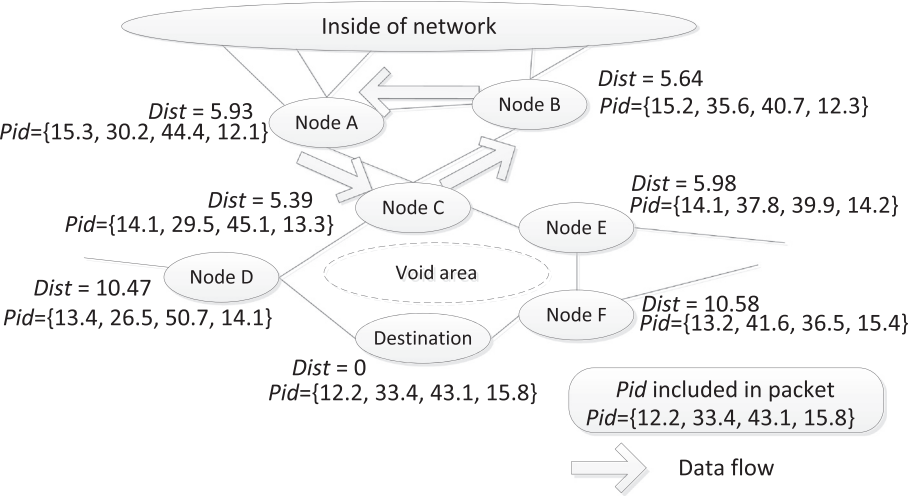 Inside of network
Node B
Dist = 5.64
Pid={15.2, 35.6, 40.7, 12.3}
Dist = 5.93
Pid={15.3, 30.2, 44.4, 12.1}
Node A
Dist = 5.39
Pid={14.1, 29.5, 45.1, 13.3}
Node C
Dist = 5.98
Pid={14.1, 37.8, 39.9, 14.2}
Node E
Node D
Void area
Dist = 10.47
Pid={13.4, 26.5, 50.7, 14.1}
Node F
Dist = 10.58
Pid={13.2, 41.6, 36.5, 15.4}
Destination
Dist = 0
Pid={12.2, 33.4, 43.1, 15.8}
Pid included in packet
Pid={12.2, 33.4, 43.1, 15.8}
Data flow